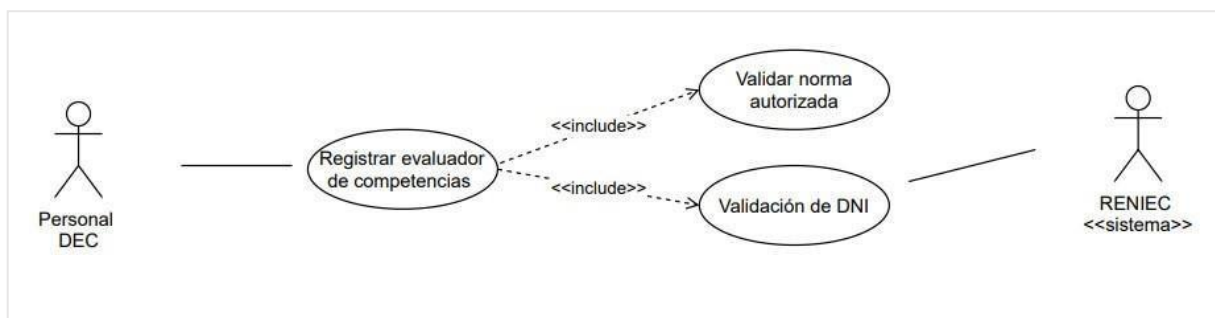 Personal
DEC
Registrar evaluador
de competencias
<<include>>
<<include>>
Validar norma
autorizada
Validación de DNI
RENIEC
<<sistema>>